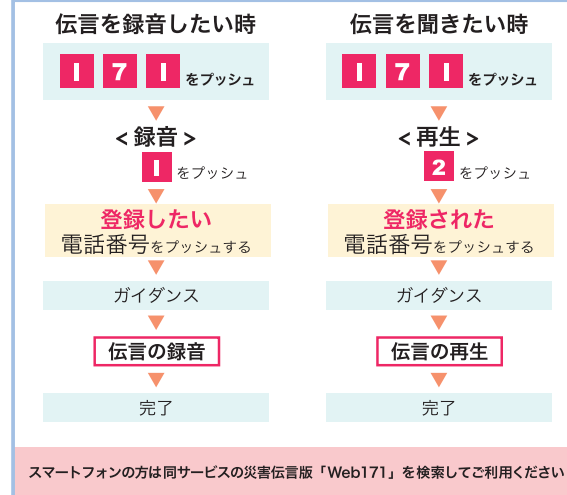 伝言を録音したい時
171をプッシュ
<録音>
1をプッシュ
登録したい
電話番号をプッシュする
ガイダンス
伝言の録音
完了
伝言を聞きたい時
171をプッシュ
<再生>
2をプッシュ
登録された
電話番号をプッシュする
ガイダンス
伝言の再生
完了
スマートフォンの方は同サービスの災害伝言版「Web171」を検索してご利用ください